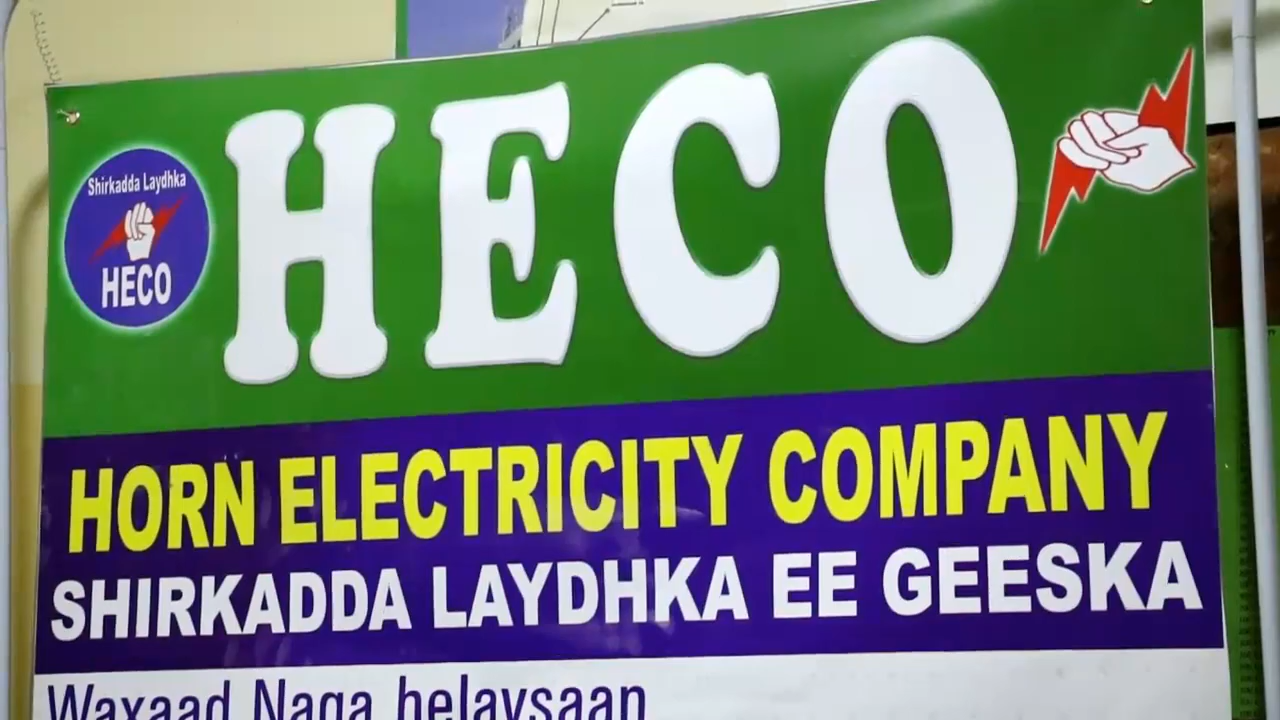 HECO
Shirkadda Laydhka
HECO
HORN ELECTRICITY COMPANY
SHIRKADDA LAYDHKA EE GEESKA
Waxaad Naga helaysaan